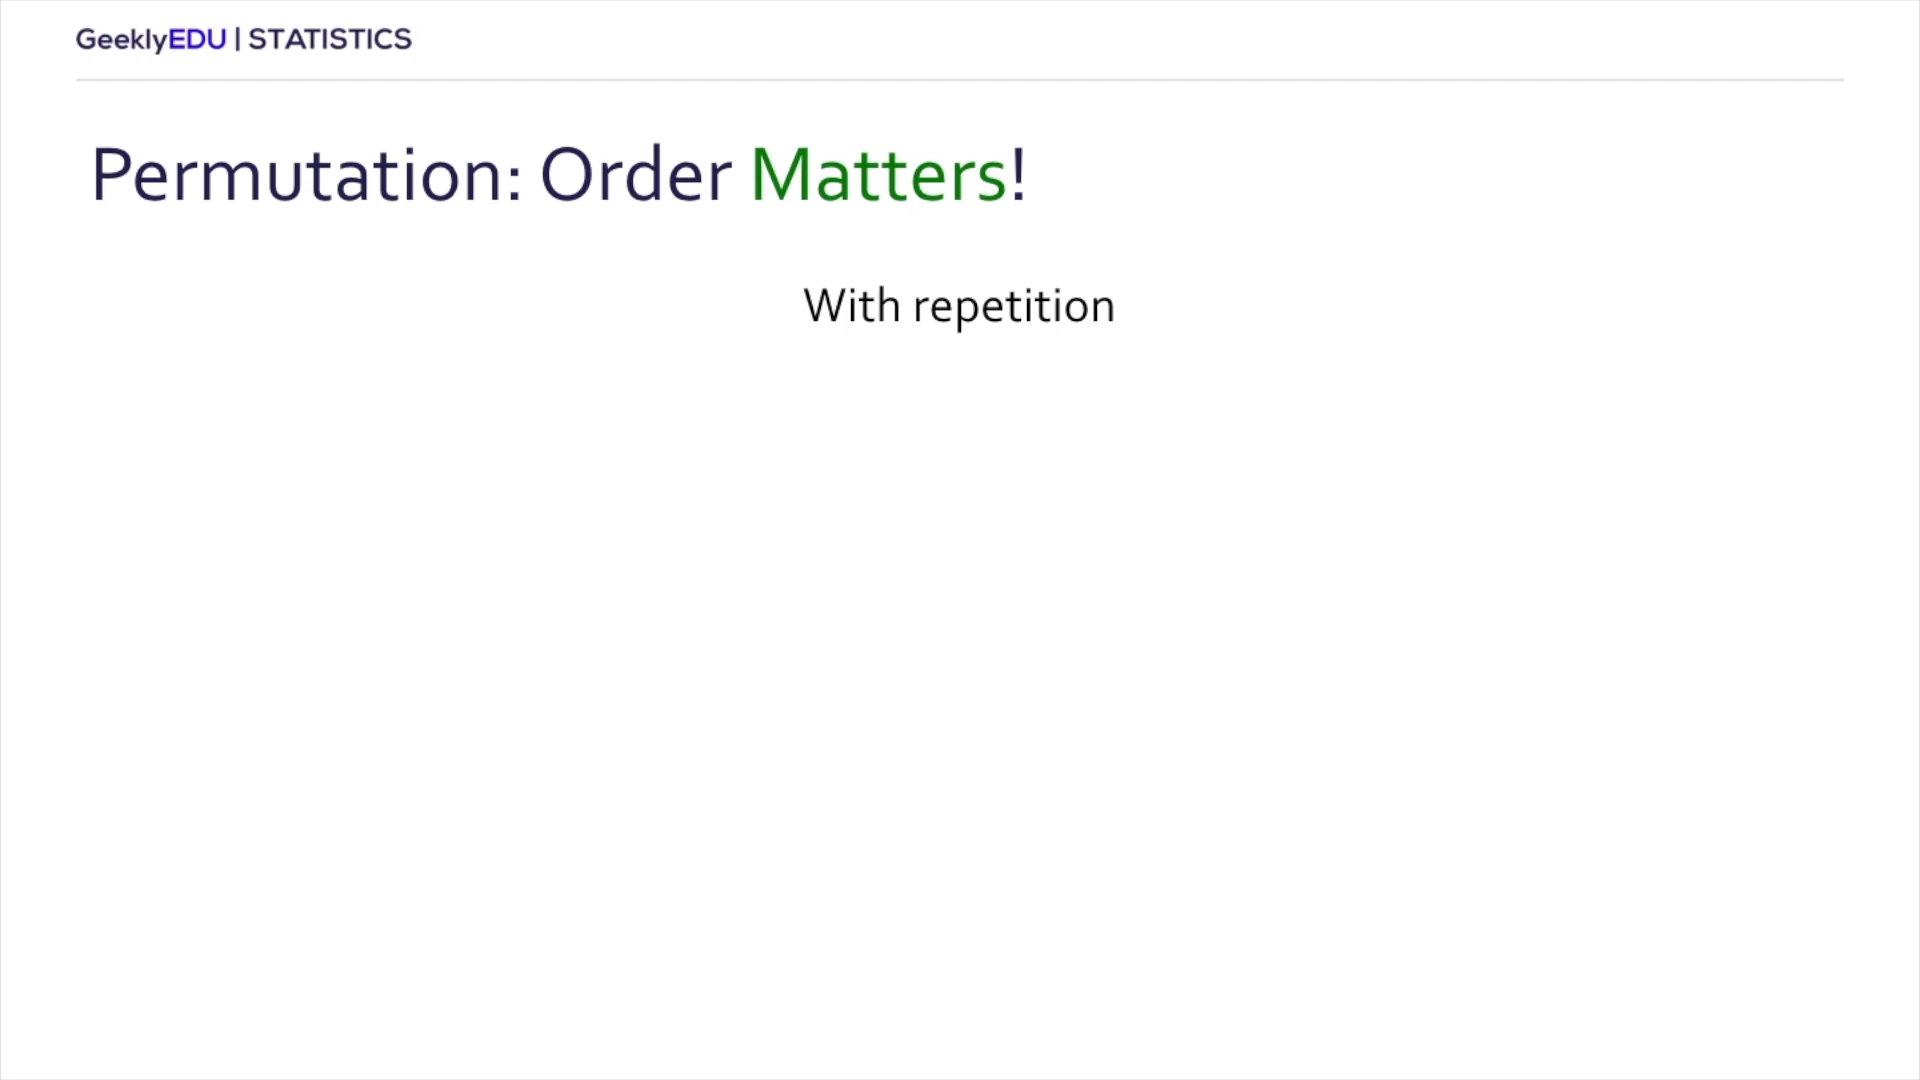 GeeklyEDU | STATISTICS
Permutation: Order Matters!
With repetition